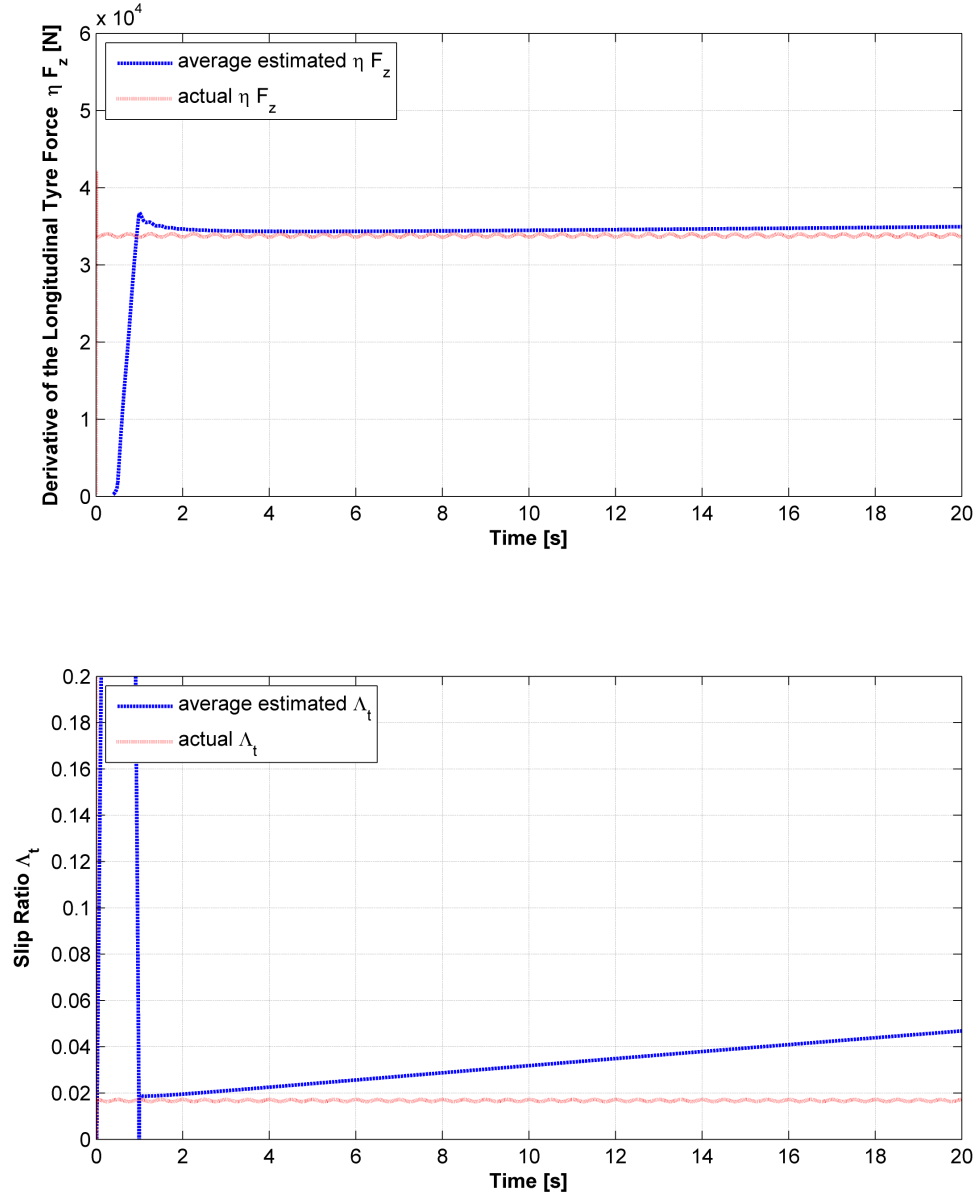 x 10^4
6
5
4
3
2
1
0
Derivative of the Longitudinal Tyre Force η F_z [N]
average estimated η F_z
actual η F_z
0 2 4 6 8 10 12 14 16 18 20
Time [s]
0.2
0.18
0.16
0.14
0.12
0.1
0.08
0.06
0.04
0.02
0
Slip Ratio Λ_t
average estimated Λ_t
actual Λ_t
0 2 4 6 8 10 12 14 16 18 20
Time [s]